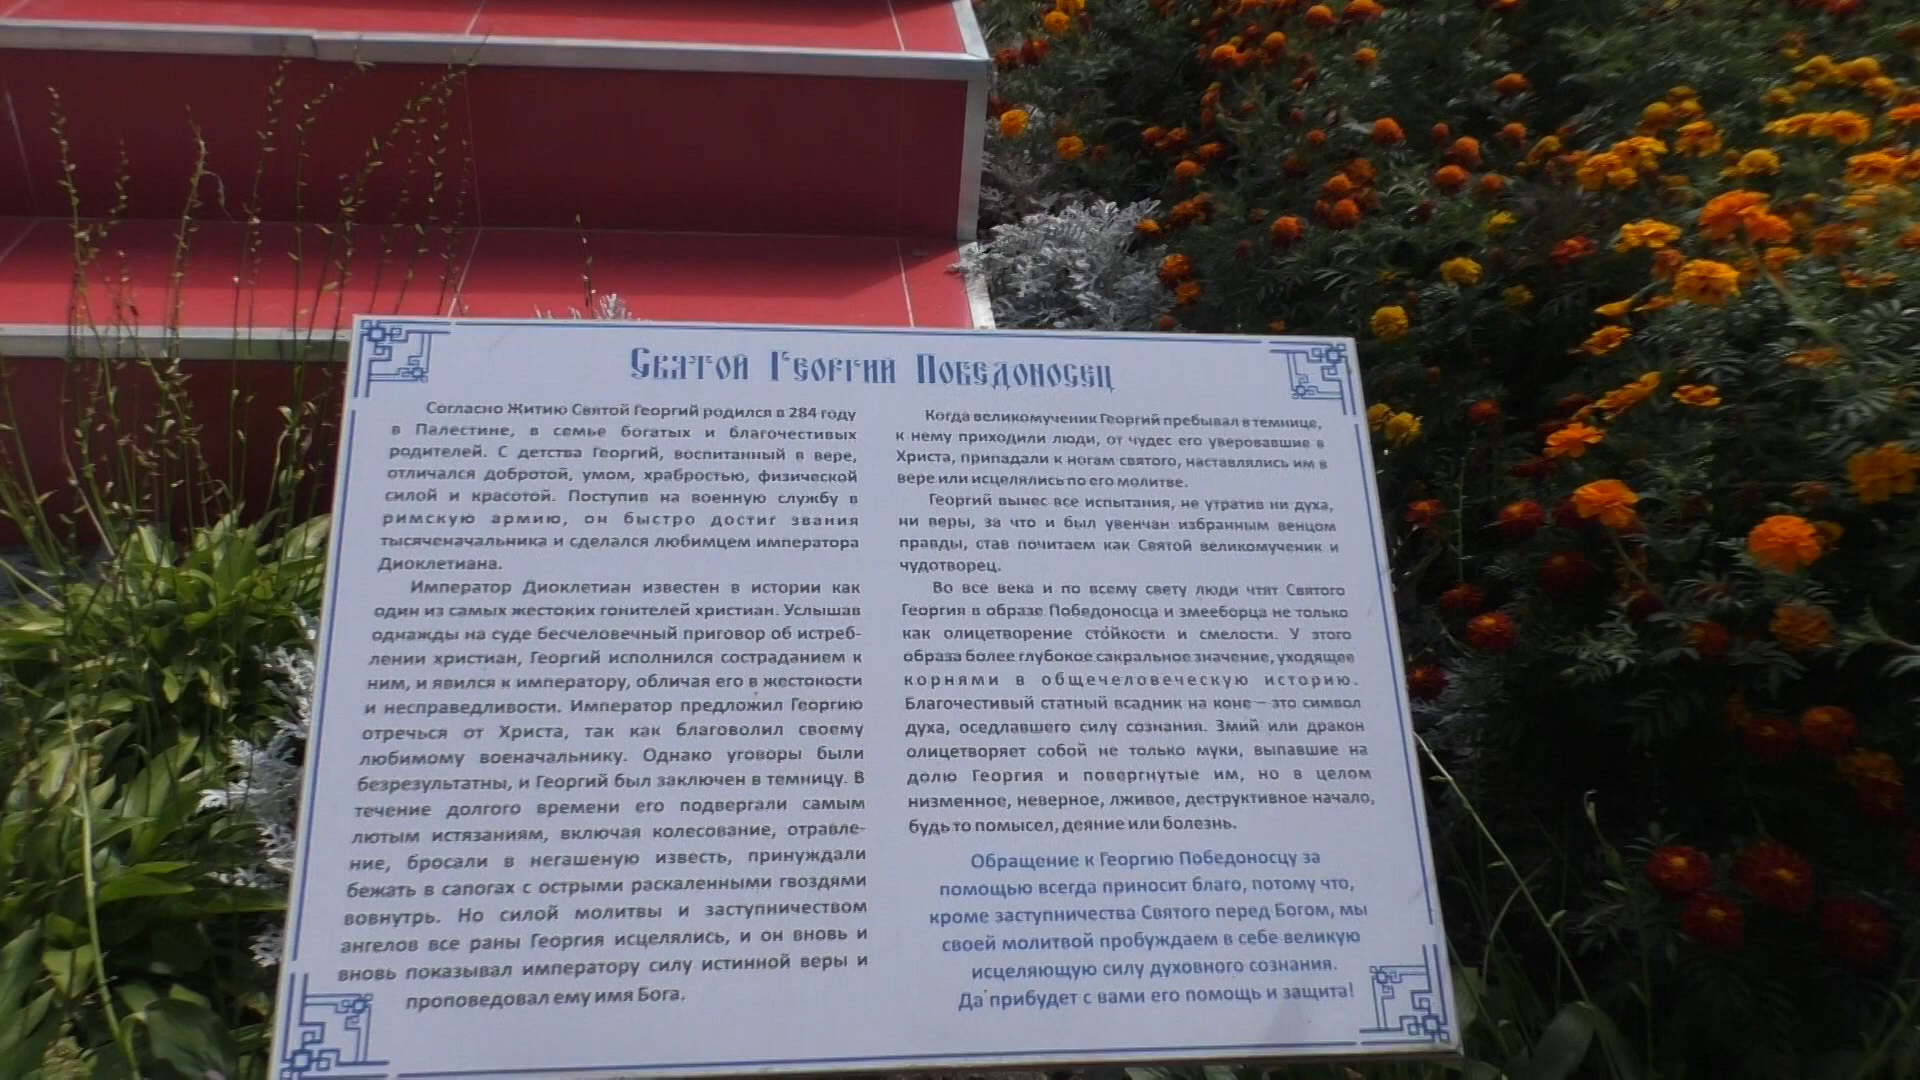 Святой Георгий Победоносец
Согласно Житию Святой Георгий родился в 284 году
в Палестине, в семье богатых и благочестивых
родителей. С детства Георгий, воспитанный в вере,
отличался добротой, умом, храбростью, физической
силой и красотой. Поступив на военную службу в
римскую армию, он быстро достиг звания
тысяченачальника и сделался любимцем императора
Диоклетиана.
Император Диоклетиан известен в истории как
один из самых жестоких гонителей христиан. Услышав
однажды на суде бесчеловечный приговор об истреб-
лении христиан, Георгий исполнился состраданием к
ним, и явился к императору, обличая его в жестокости
и несправедливости. Император предложил Георгию
отречься от Христа, так как благоволил своему
любимому военачальнику. Однако уговоры были
безрезультатны, и Георгий был заключен в темницу. В
течение долгого времени его подвергали самым
лютым истязаниям, включая колесование, отравле-
ние, бросали в негашеную известь, принуждали
бежать в сапогах с острыми раскаленными гвоздями
вовнутрь. Но силой молитвы и заступничеством
ангелов все раны Георгия исцелялись, и он вновь и
вновь показывал императору силу истинной веры и
проповедовал ему имя Бога.
Когда великомученик Георгий пребывал в темнице,
к нему приходили люди, от чудес его уверовавшие в
Христа, припадали к ногам святого, наставлялись им в
вере или исцелялись по его молитве.
Георгий вынес все испытания, не утратив ни духа,
ни веры, за что и был увенчан избранным венцом
правды, став почитаем как Святой великомученик и
чудотворец.
Во все века и по всему свету люди чтят Святого
Георгия в образе Победоносца и змееборца не только
как олицетворение стойкости и смелости. У этого
образа более глубокое сакральное значение, уходящее
корнями в общечеловеческую историю.
Благочестивый статный всадник на коне – это символ
духа, оседлавшего силу сознания. Змий или дракон
олицетворяет собой не только муки, выпавшие на
долю Георгия и повергнутые им, но в целом
низменное, неверное, лживое, деструктивное начало,
будь то помысел, деяние или болезнь.
Обращение к Георгию Победоносцу за
помощью всегда приносит благо, потому что,
кроме заступничества Святого перед Богом, мы
своей молитвой пробуждаем в себе великую
исцеляющую силу духовного сознания.
Да прибудет с вами его помощь и защита!